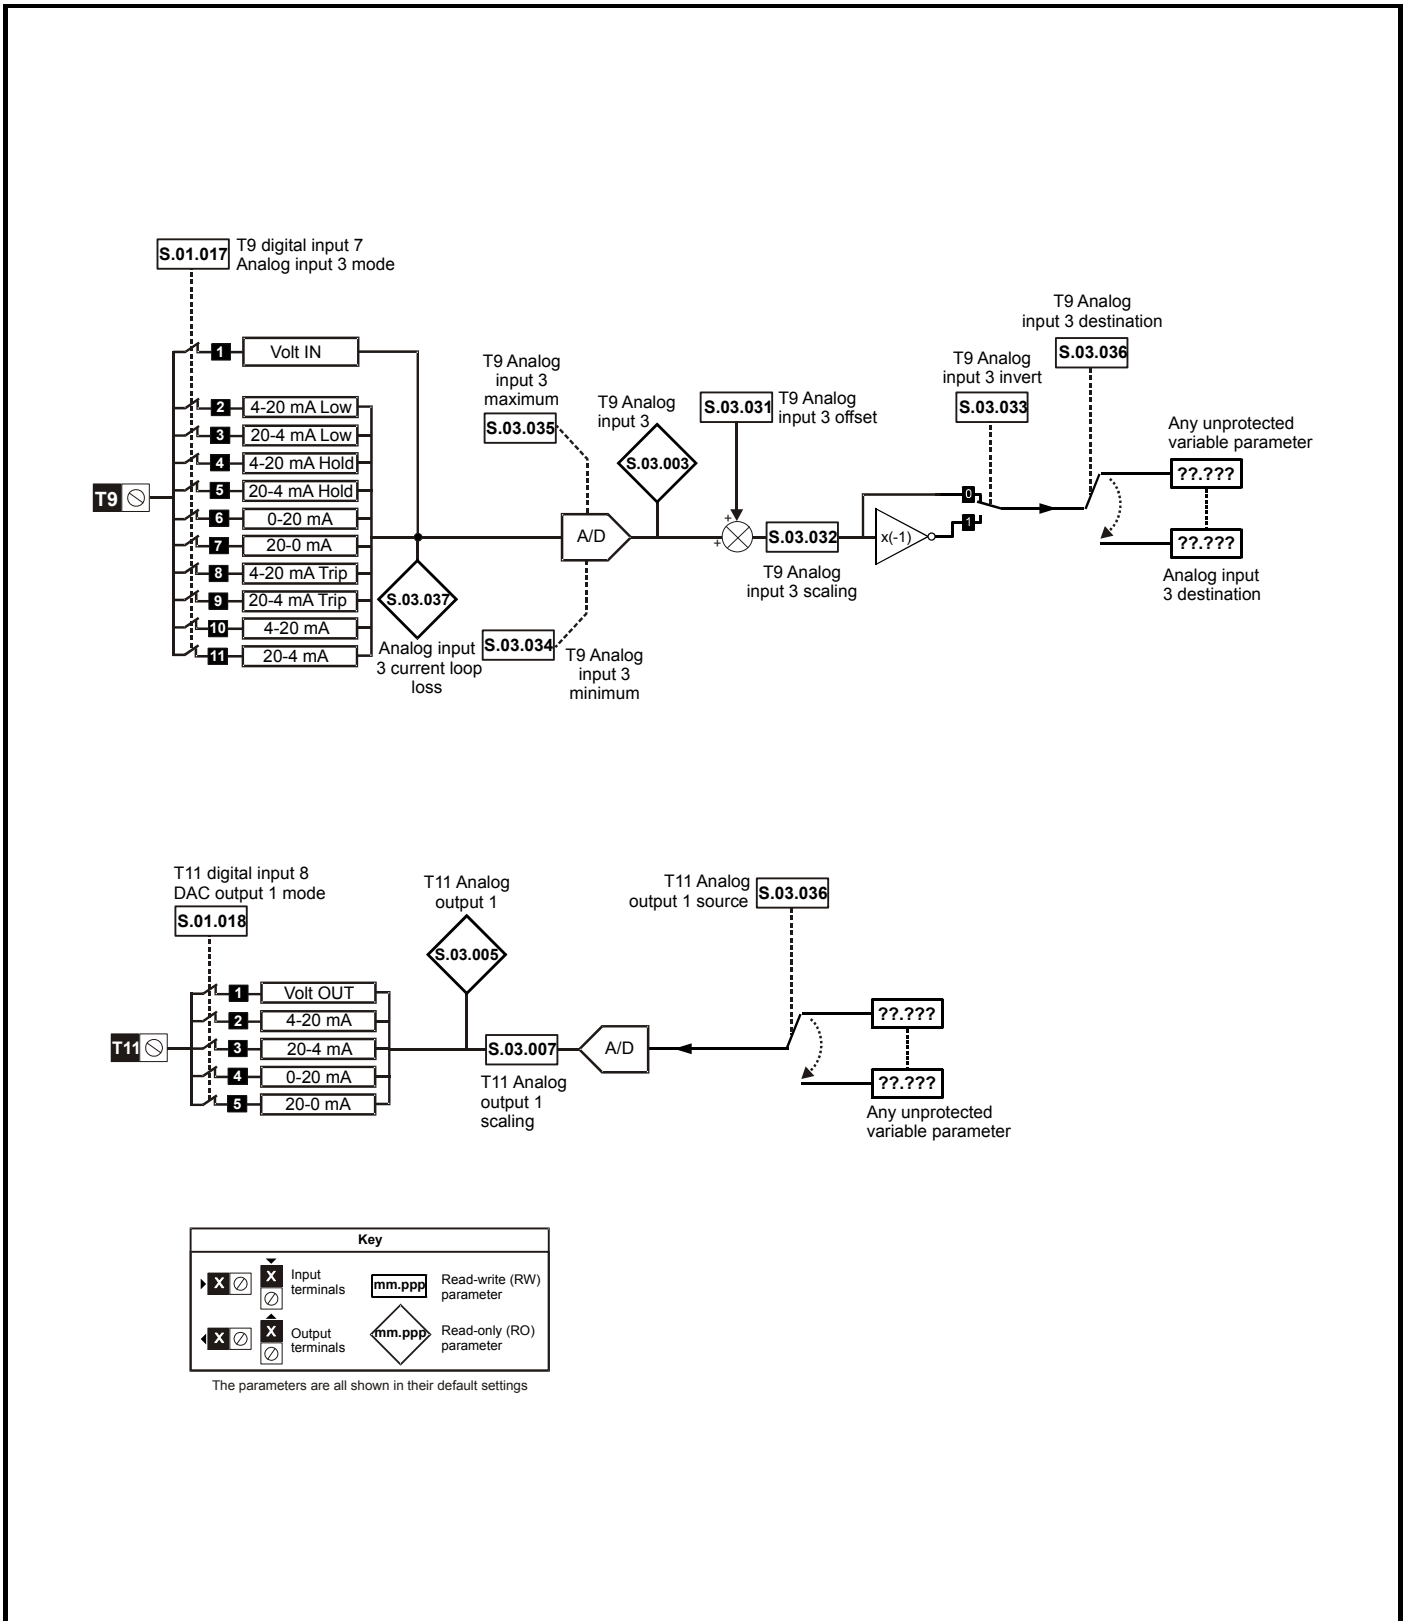 S.01.017
T9 digital input 7
Analog input 3 mode
T9 Analog
input 3 destination
S.03.036
1
Volt IN
T9 Analog
input 3
maximum
S.03.035
T9 Analog
input 3
T9 Analog
input 3 invert
S.03.033
S.03.031
T9 Analog
input 3 offset
2
4-20 mA Low
3
20-4 mA Low
4
4-20 mA Hold
5
20-4 mA Hold
6
0-20 mA
7
20-0 mA
8
4-20 mA Trip
9
20-4 mA Trip
10
4-20 mA
11
20-4 mA
T9
S.03.037
Analog input
3 current loop
loss
A/D
S.03.003
S.03.034
T9 Analog
input 3
minimum
+
+
S.03.032
T9 Analog
input 3 scaling
x(-1)
0
1
Any unprotected
variable parameter
??.???
??.???
Analog input
3 destination
T11 digital input 8
DAC output 1 mode
S.01.018
T11 Analog
output 1
S.03.005
T11 Analog
output 1 source
S.03.036
T11
1
Volt OUT
2
4-20 mA
3
20-4 mA
4
0-20 mA
5
20-0 mA
S.03.007
T11 Analog
output 1
scaling
A/D
??.???
??.???
Any unprotected
variable parameter
Key
X
X
Input
terminals
mm.ppp
Read-write (RW)
parameter
X
X
Output
terminals
mm.ppp
Read-only (RO)
parameter
The parameters are all shown in their default settings